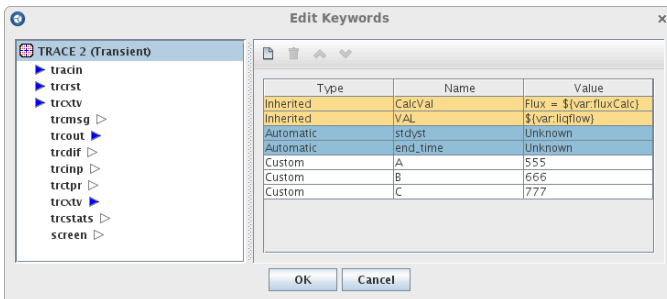 Edit Keywords
x
TRACE 2 (Transient)
tracin
trcrst
trcxtv
trcmsg
trcout
trcdif
trcinp
trctpr
trcxtv
trcstats
screen
Type Name Value
Inherited CalcVal Flux = ${var:fluxCalc}
Inherited VAL ${var:liqflow}
Automatic stdyst Unknown
Automatic end_time Unknown
Custom A 555
Custom B 666
Custom C 777
OK Cancel